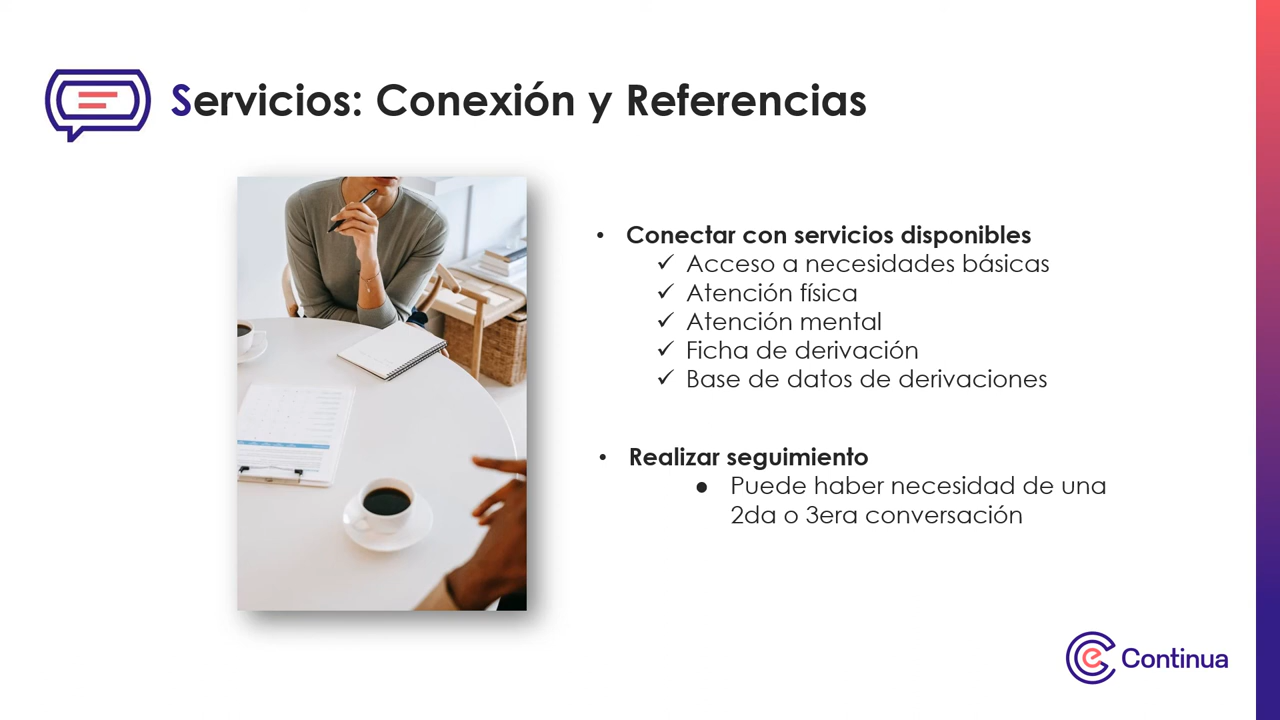 Servicios: Conexión y Referencias
• Conectar con servicios disponibles
✓ Acceso a necesidades básicas
✓ Atención física
✓ Atención mental
✓ Ficha de derivación
✓ Base de datos de derivaciones
• Realizar seguimiento
● Puede haber necesidad de una
2da o 3era conversación
Continua